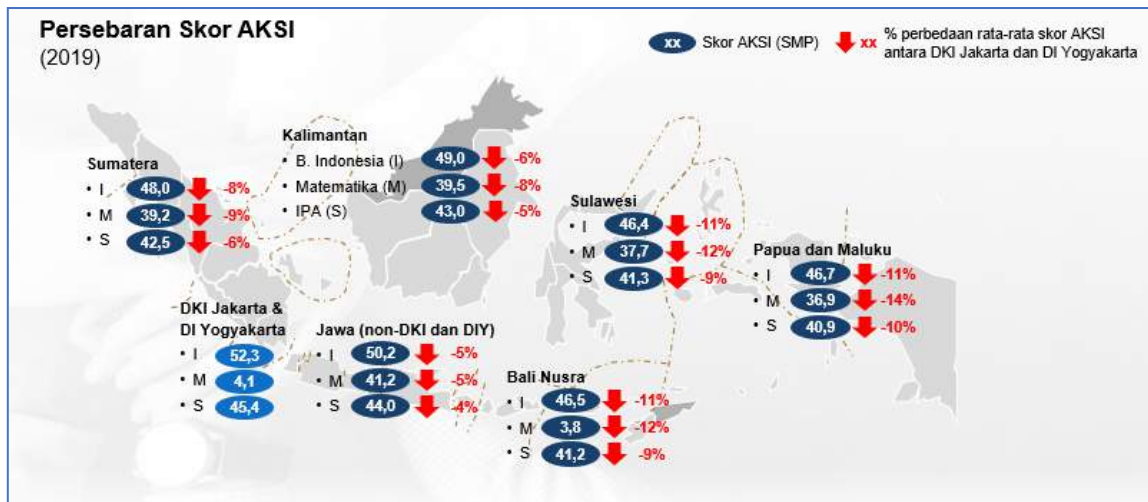 Persebaran Skor AKSI
(2019)
xx Skor AKSI (SMP)
xx % perbedaan rata-rata skor AKSI
antara DKI Jakarta dan DI Yogyakarta
Kalimantan
• B. Indonesia (I) 49,0 -6%
• Matematika (M) 39,5 -8%
• IPA (S) 43,0 -5%
Sumatera
• I 48,0 -8%
• M 39,2 -9%
• S 42,5 -6%
Sulawesi
• I 46,4 -11%
• M 37,7 -12%
• S 41,3 -9%
Papua dan Maluku
• I 46,7 -11%
• M 36,9 -14%
• S 40,9 -10%
DKI Jakarta &
DI Yogyakarta
• I 52,3
• M 4,1
• S 45,4
Jawa (non-DKI dan DIY)
• I 50,2 -5%
• M 41,2 -5%
• S 44,0 -4%
Bali Nusra
• I 46,5 -11%
• M 3,8 -12%
• S 41,2 -9%